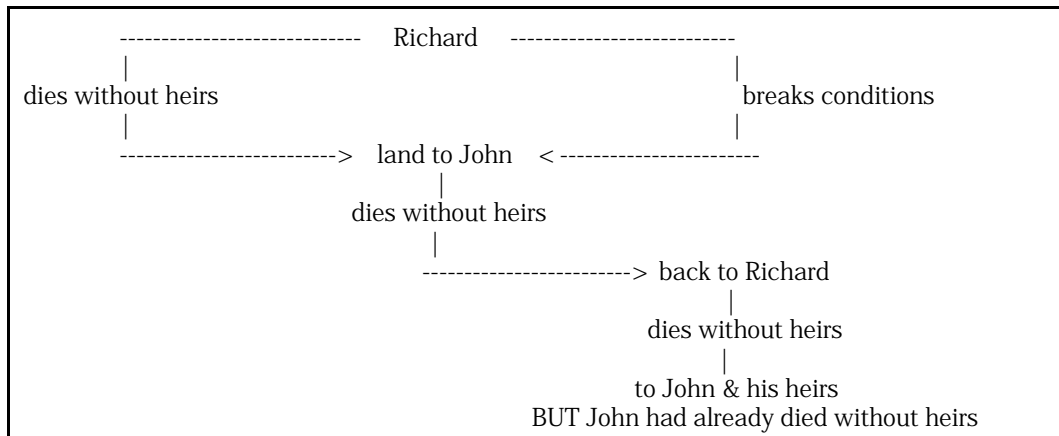 ----------------------------- Richard ---------------------------
| |
dies without heirs breaks conditions
| |
--------------------------> land to John < ------------------------
|
dies without heirs
|
-------------------------> back to Richard
|
dies without heirs
|
to John & his heirs
BUT John had already died without heirs